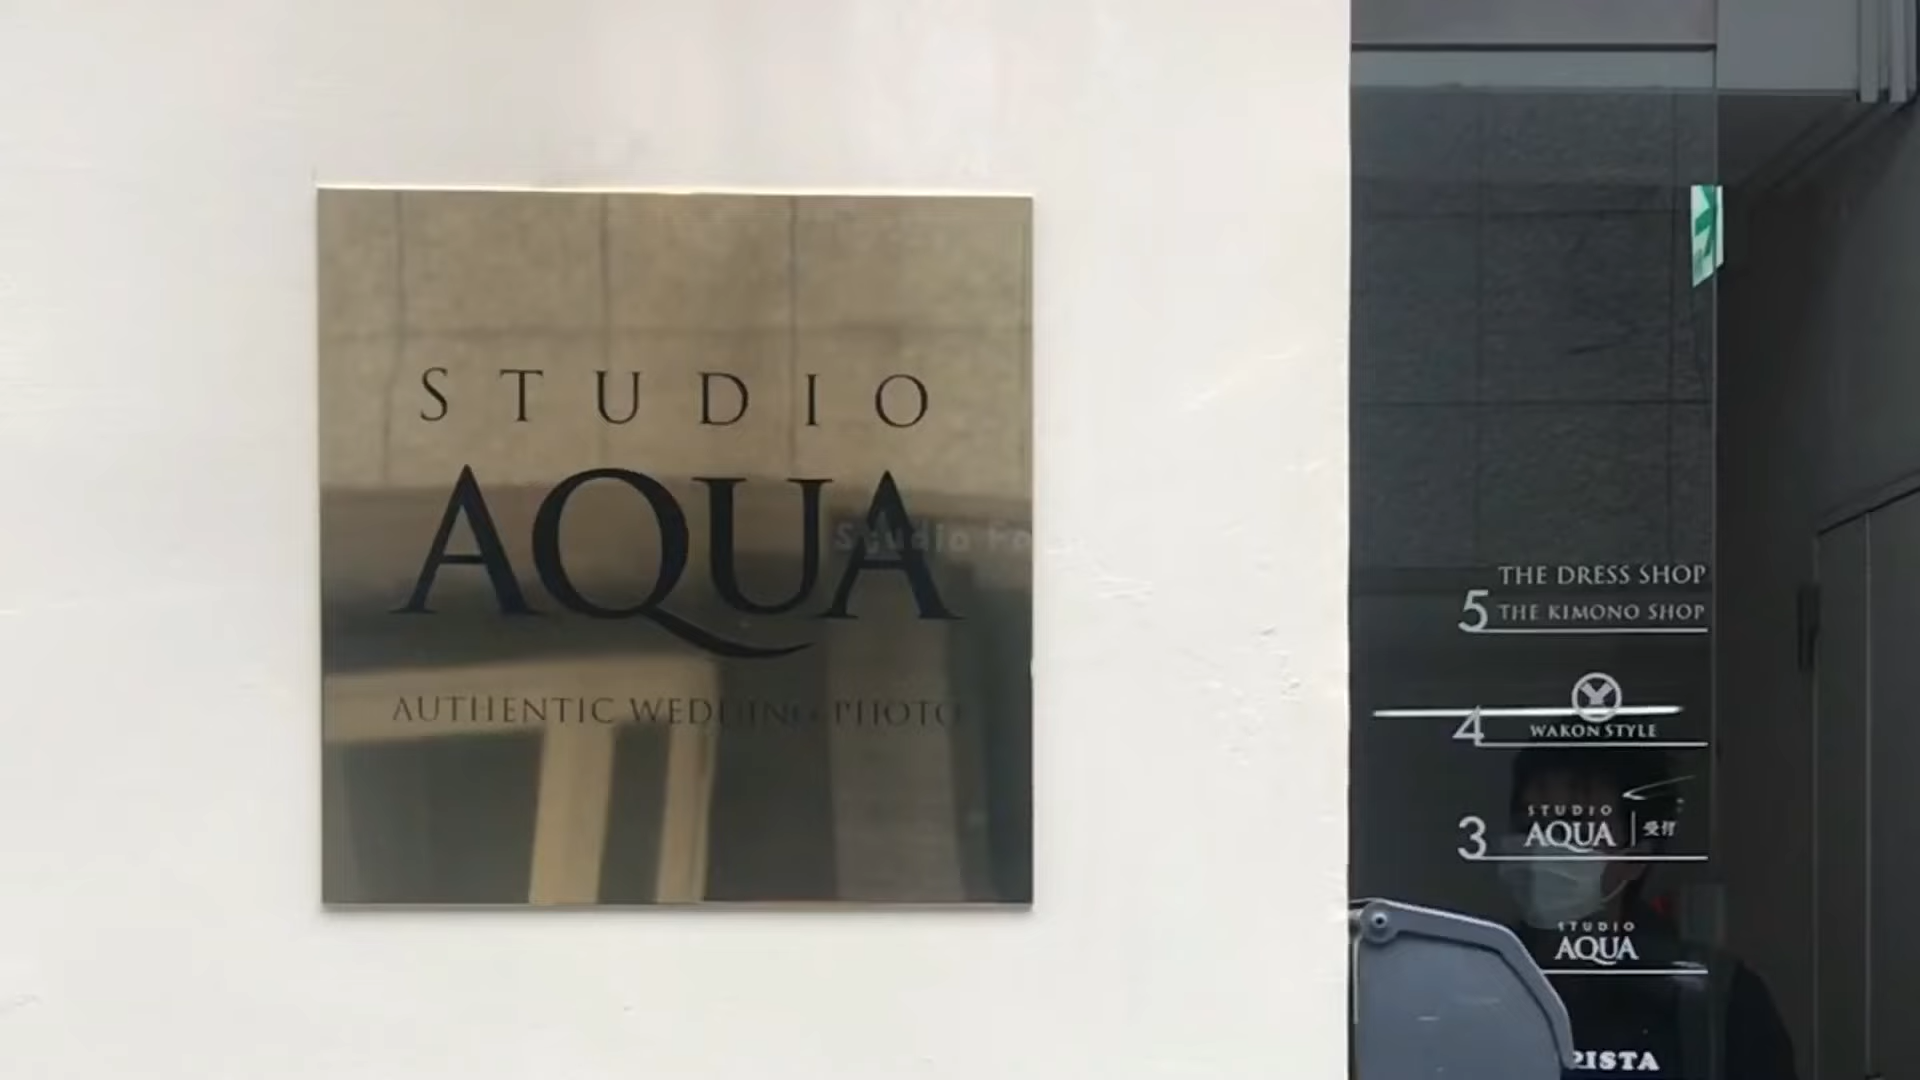 STUDIO
AQUA
AUTHENTIC WEDDING PHOTO
Studio
THE DRESS SHOP
5 THE KIMONO SHOP
4 WAKON STYLE
STUDIO
3 AQUA | 受付
STUDIO
AQUA